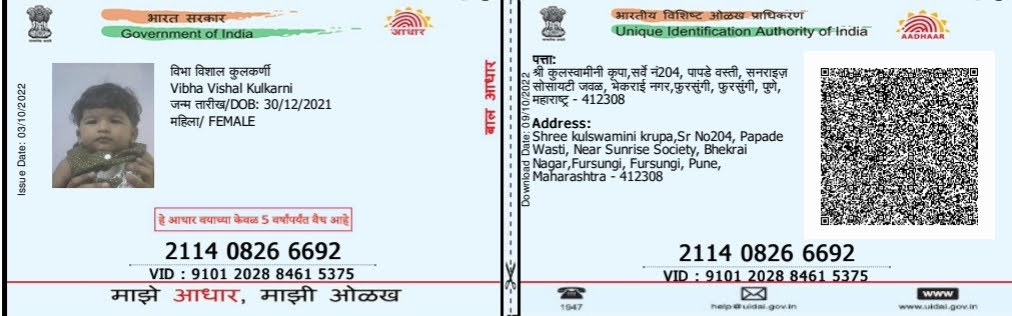 भारत सरकार
Government of India
आधार
Issue Date: 03/10/2022
विभा विशाल कुलकर्णी
Vibha Vishal Kulkarni
जन्म तारीख/DOB: 30/12/2021
महिला/ FEMALE
बाल आधार
हे आधार वयाच्या केवळ 5 वर्षांपर्यंत वैध आहे
2114 0826 6692
VID : 9101 2028 8461 5375
माझे आधार, माझी ओळख
भारतीय विशिष्ट ओळख प्राधिकरण
Unique Identification Authority of India
AADHAAR
Download Date: 09/10/2022
पत्ता:
श्री कुलस्वामीनी कृपा,सर्वे नं204, पापडे वस्ती, सनराइज़
सोसायटी जवळ, भेकराई नगर,फुरसुंगी, फुरसुंगी, पुणे,
महाराष्ट्र - 412308
Address:
Shree kulswamini krupa,Sr No204, Papade
Wasti, Near Sunrise Society, Bhekrai
Nagar,Fursungi, Fursungi, Pune,
Maharashtra - 412308
2114 0826 6692
VID : 9101 2028 8461 5375
1947
help@uidai.gov.in
www
www.uidai.gov.in